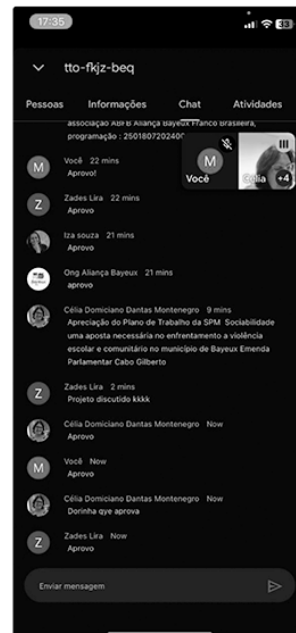 17:35
33
tto-fkjz-beq
Pessoas Informações Chat Atividades
associação ABFB Aliança Bayeux Franco Brasileira,
programação : 2501807202400
M
Você
Célia
+4
M
Você 22 mins
Aprovo!
Z
Zades Lira 22 mins
Aprovo
Iza souza 21 mins
Aprovo
Ong Aliança Bayeux 21 mins
aprovo
Célia Domiciano Dantas Montenegro 9 mins
Apreciação do Plano de Trabalho da SPM Sociabilidade
uma aposta necessária no enfrentamento a violência
escolar e comunitário no município de Bayeux Emenda
Parlamentar Cabo Gilberto
Z
Zades Lira 2 mins
Projeto discutido kkkk
Célia Domiciano Dantas Montenegro Now
Aprovo
M
Você Now
Aprovo
Célia Domiciano Dantas Montenegro Now
Dorinha qye aprova
Z
Zades Lira Now
Aprovo
Enviar mensagem